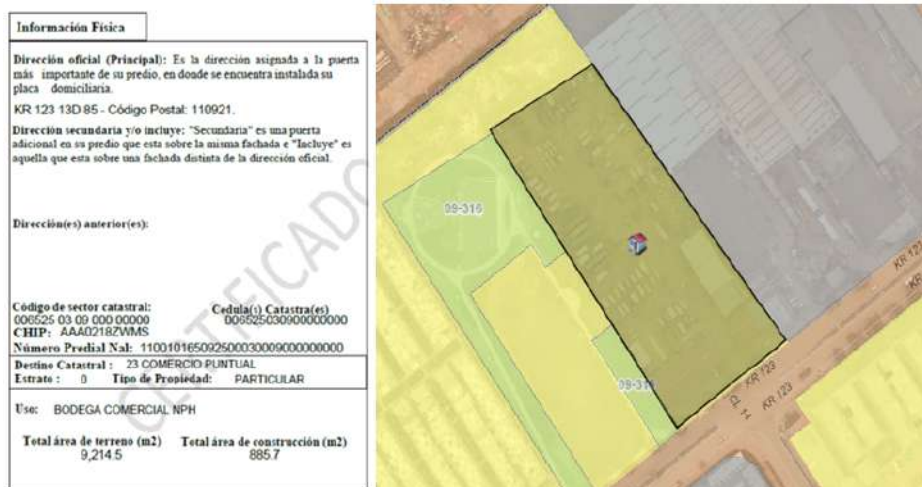 Información Física
Dirección oficial (Principal): Es la dirección asignada a la puerta
más importante de su predio, en donde se encuentra instalada su
placa domiciliaria.
KR 123 13D 85 - Código Postal: 110921.
Dirección secundaria y/o incluye: "Secundaria" es una puerta
adicional en su predio que esta sobre la misma fachada e "Incluye" es
aquella que esta sobre una fachada distinta de la dirección oficial.
Dirección(es) anterior(es):
Código de sector catastral: Cedula(s) Catastra(es)
006525 03 09 000 00000 006525030900000000
CHIP: AAA0218ZWMS
Número Predial Nal: 110010165092500030009000000000
Destino Catastral : 23 COMERCIO PUNTUAL
Estrato : 0 Tipo de Propiedad: PARTICULAR
Uso: BODEGA COMERCIAL NPH
Total área de terreno (m2) Total área de construcción (m2)
9,214.5 885.7
CERTIFICADO
09-316
KR 123
KR
KR 123
KR 123